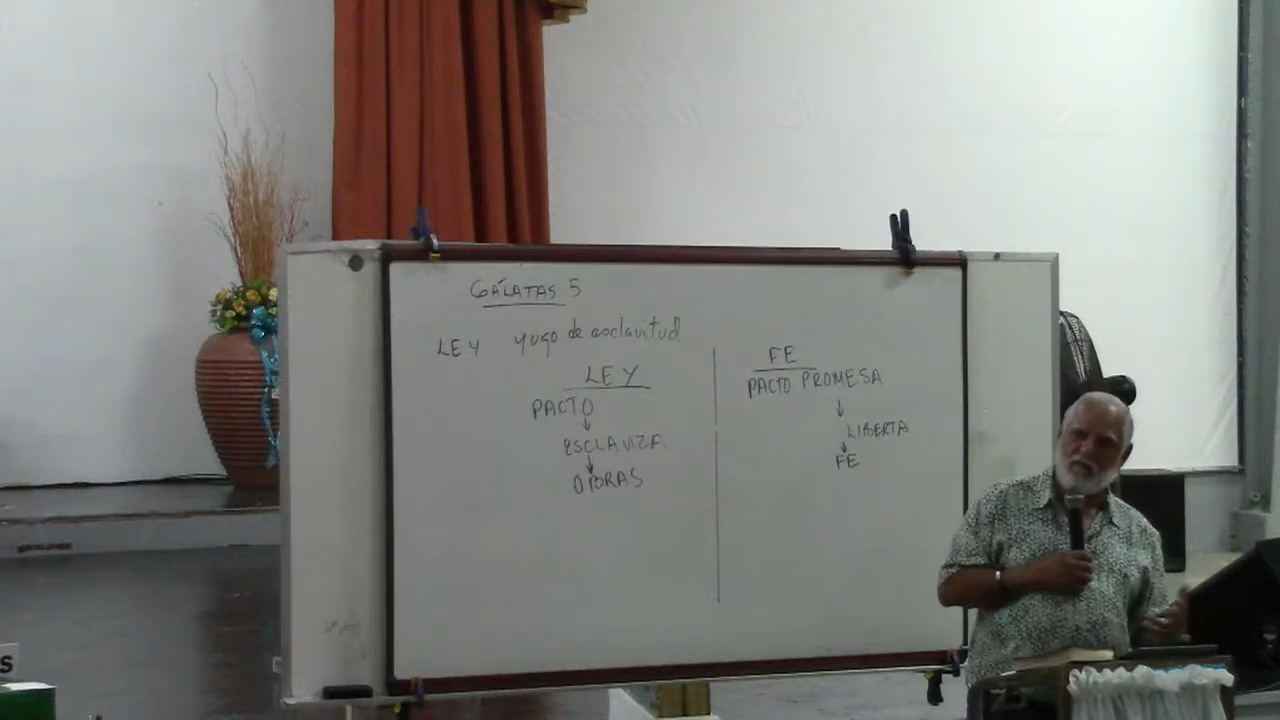 GÁLATAS 5
LEY yugo de esclavitud
LEY
PACTO
↓
ESCLAVIZA
↓
OBRAS
FE
PACTO PROMESA
↓
LIBERTA
↓
FE
S